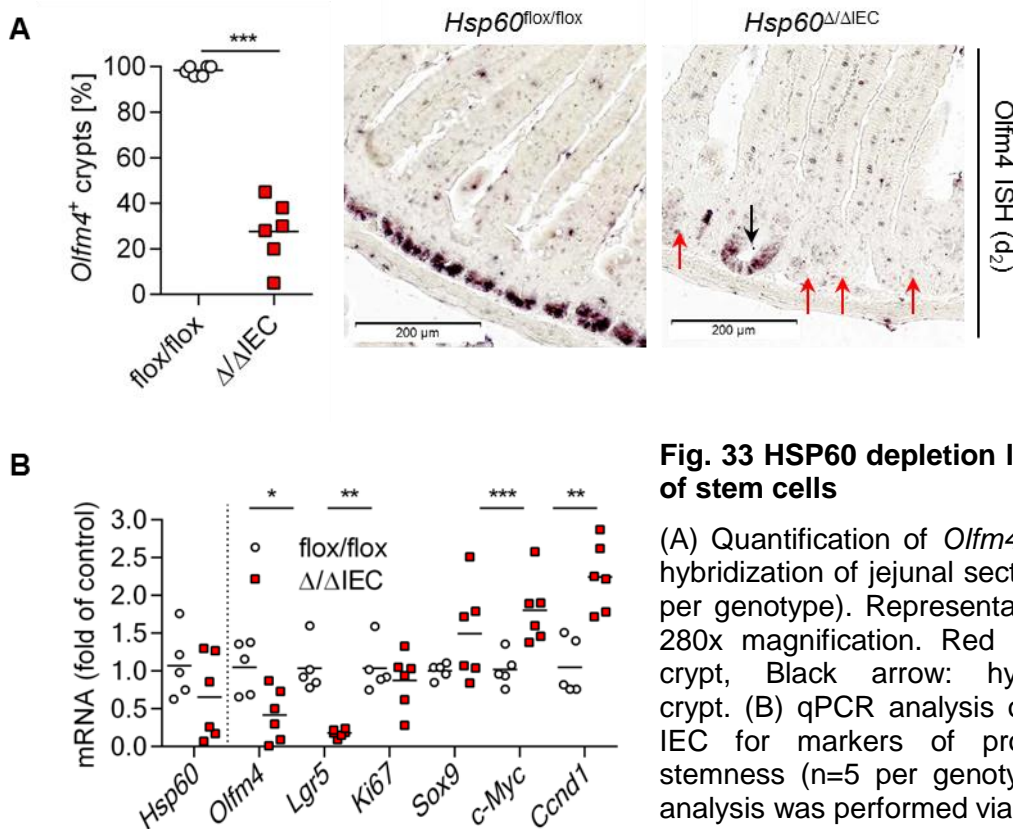 A
Hsp60flox/flox
Hsp60Δ/ΔIEC
***
Olfm4+ crypts [%]
100
80
60
40
20
0
flox/flox
Δ/ΔIEC
200 µm
200 µm
Olfm4 ISH (d2)
B
mRNA (fold of control)
3.0
2.5
2.0
1.5
1.0
0.5
0.0
* ** *** **
flox/flox
Δ/ΔIEC
Hsp60 Olfm4 Lgr5 Ki67 Sox9 c-Myc Ccnd1
Fig. 33 HSP60 depletion
of stem cells
(A) Quantification of Olfm4
hybridization of jejunal sect
per genotype). Representa
280x magnification. Red
crypt, Black arrow: hy
crypt. (B) qPCR analysis
IEC for markers of pro
stemness (n=5 per genoty
analysis was performed via